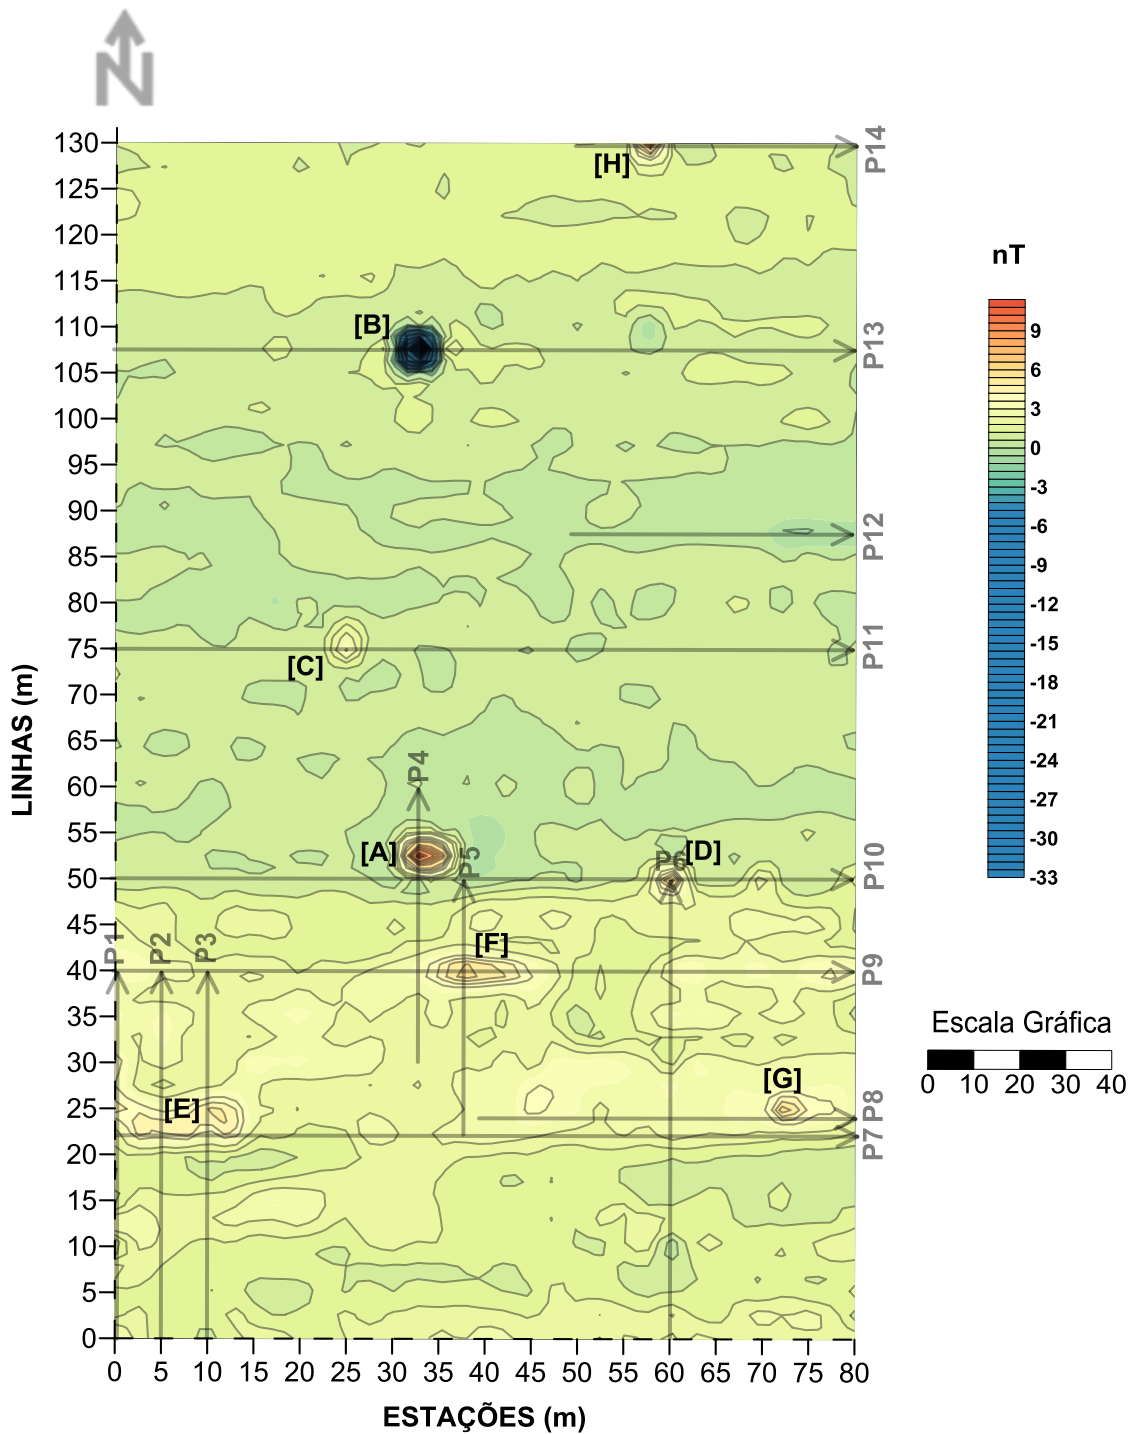 N
130
125
120
115
110
105
100
95
90
85
80
75
70
65
60
55
50
45
40
35
30
25
20
15
10
5
0
LINHAS (m)
0 5 10 15 20 25 30 35 40 45 50 55 60 65 70 75 80
ESTAÇÕES (m)
[H]
[B]
[C]
[A]
[D]
[F]
[E]
[G]
P1
P2
P3
P4
P5
P6
P14
P13
P12
P11
P10
P9
P8
P7
nT
9
6
3
0
-3
-6
-9
-12
-15
-18
-21
-24
-27
-30
-33
Escala Gráfica
0 10 20 30 40